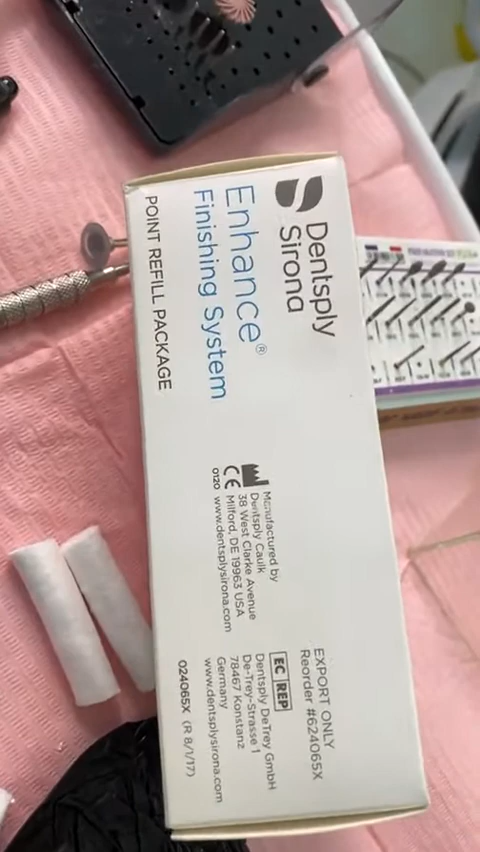 Dentsply
Sirona
Enhance®
Finishing System
POINT REFILL PACKAGE
Manufactured by
Dentsply Caulk
38 West Clarke Avenue
Milford, DE 19963 USA
www.dentsplysirona.com
CE
0120
EXPORT ONLY
Reorder #624065X
EC REP
Dentsply DeTrey GmbH
De-Trey-Strasse 1
78467 Konstanz
Germany
www.dentsplysirona.com
024065X (R 8/1/17)